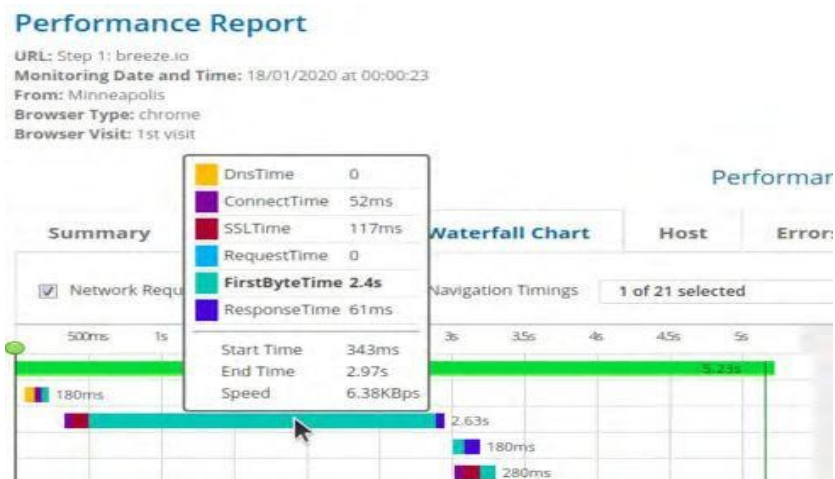 Performance Report
URL: Step 1: breeze.io
Monitoring Date and Time: 18/01/2020 at 00:00:23
From: Minneapolis
Browser Type: chrome
Browser Visit: 1st visit
Performan
DnsTime 0
ConnectTime 52ms
SSLTime 117ms
RequestTime 0
FirstByteTime 2.4s
ResponseTime 61ms
Start Time 343ms
End Time 2.97s
Speed 6.38KBps
Summary Waterfall Chart Host Errors
Network Requ Navigation Timings 1 of 21 selected
500ms 1s 3s 3.5s 4s 4.5s 5s
5.23s
180ms
2.63s
180ms
280ms